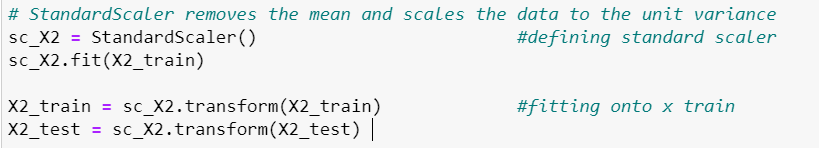 # StandardScaler removes the mean and scales the data to the unit variance
sc_X2 = StandardScaler() #defining standard scaler
sc_X2.fit(X2_train)
X2_train = sc_X2.transform(X2_train) #fitting onto x train
X2_test = sc_X2.transform(X2_test)